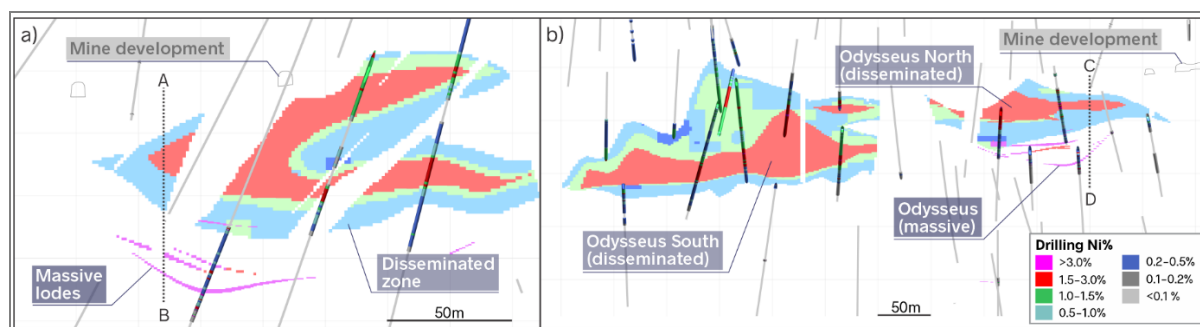 a)
Mine development
A
B
Massive
lodes
Disseminated
zone
50m
b)
Odysseus North
(disseminated)
Mine development
C
D
Odysseus South
(disseminated)
Odysseus
(massive)
50m
Drilling Ni%
>3.0%
1.5–3.0%
1.0–1.5%
0.5–1.0%
0.2–0.5%
0.1–0.2%
<0.1 %